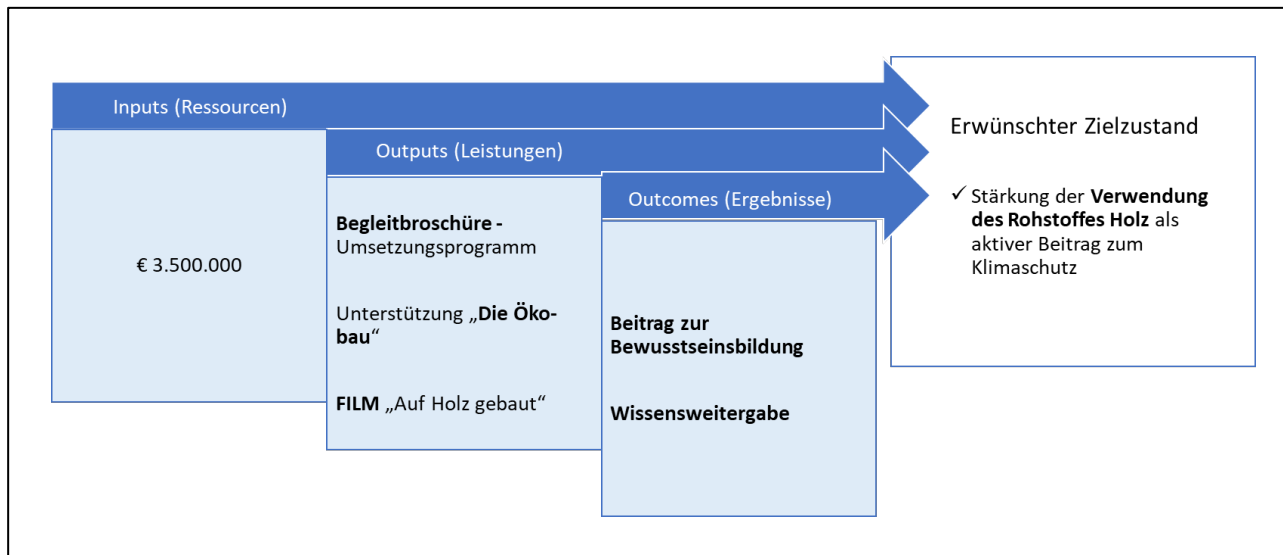 Inputs (Ressourcen)
€ 3.500.000
Outputs (Leistungen)
Begleitbroschüre -
Umsetzungsprogramm
Unterstützung „Die Öko-
bau“
FILM „Auf Holz gebaut“
Outcomes (Ergebnisse)
Beitrag zur
Bewusstseinsbildung
Wissensweitergabe
Erwünschter Zielzustand
✓ Stärkung der Verwendung
des Rohstoffes Holz als
aktiver Beitrag zum
Klimaschutz